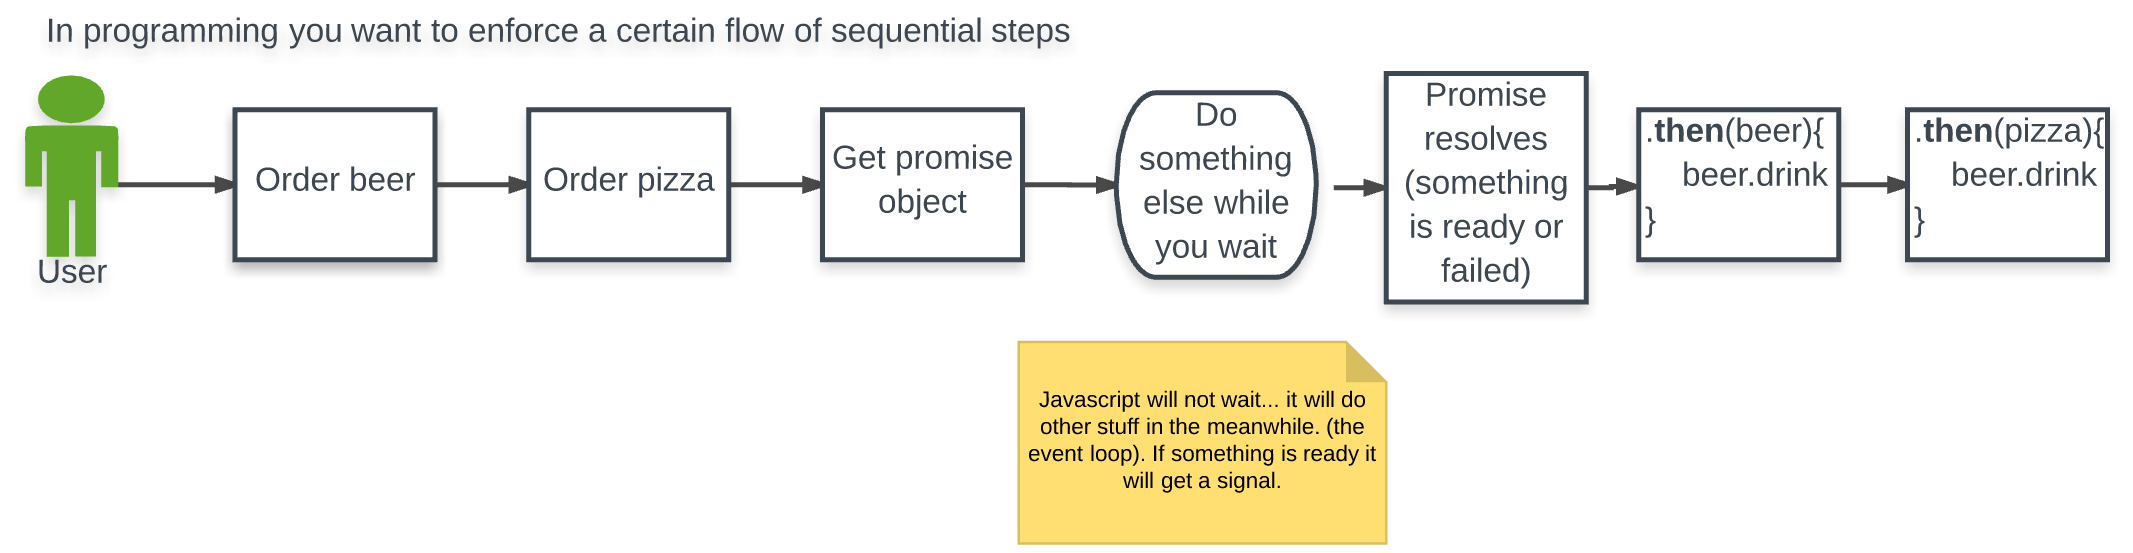 In programming you want to enforce a certain flow of sequential steps
User
Order beer
Order pizza
Get promise
object
Do
something
else while
you wait
Promise
resolves
(something
is ready or
failed)
.then(beer){
beer.drink
}
.then(pizza){
beer.drink
}
Javascript will not wait... it will do
other stuff in the meanwhile. (the
event loop). If something is ready it
will get a signal.